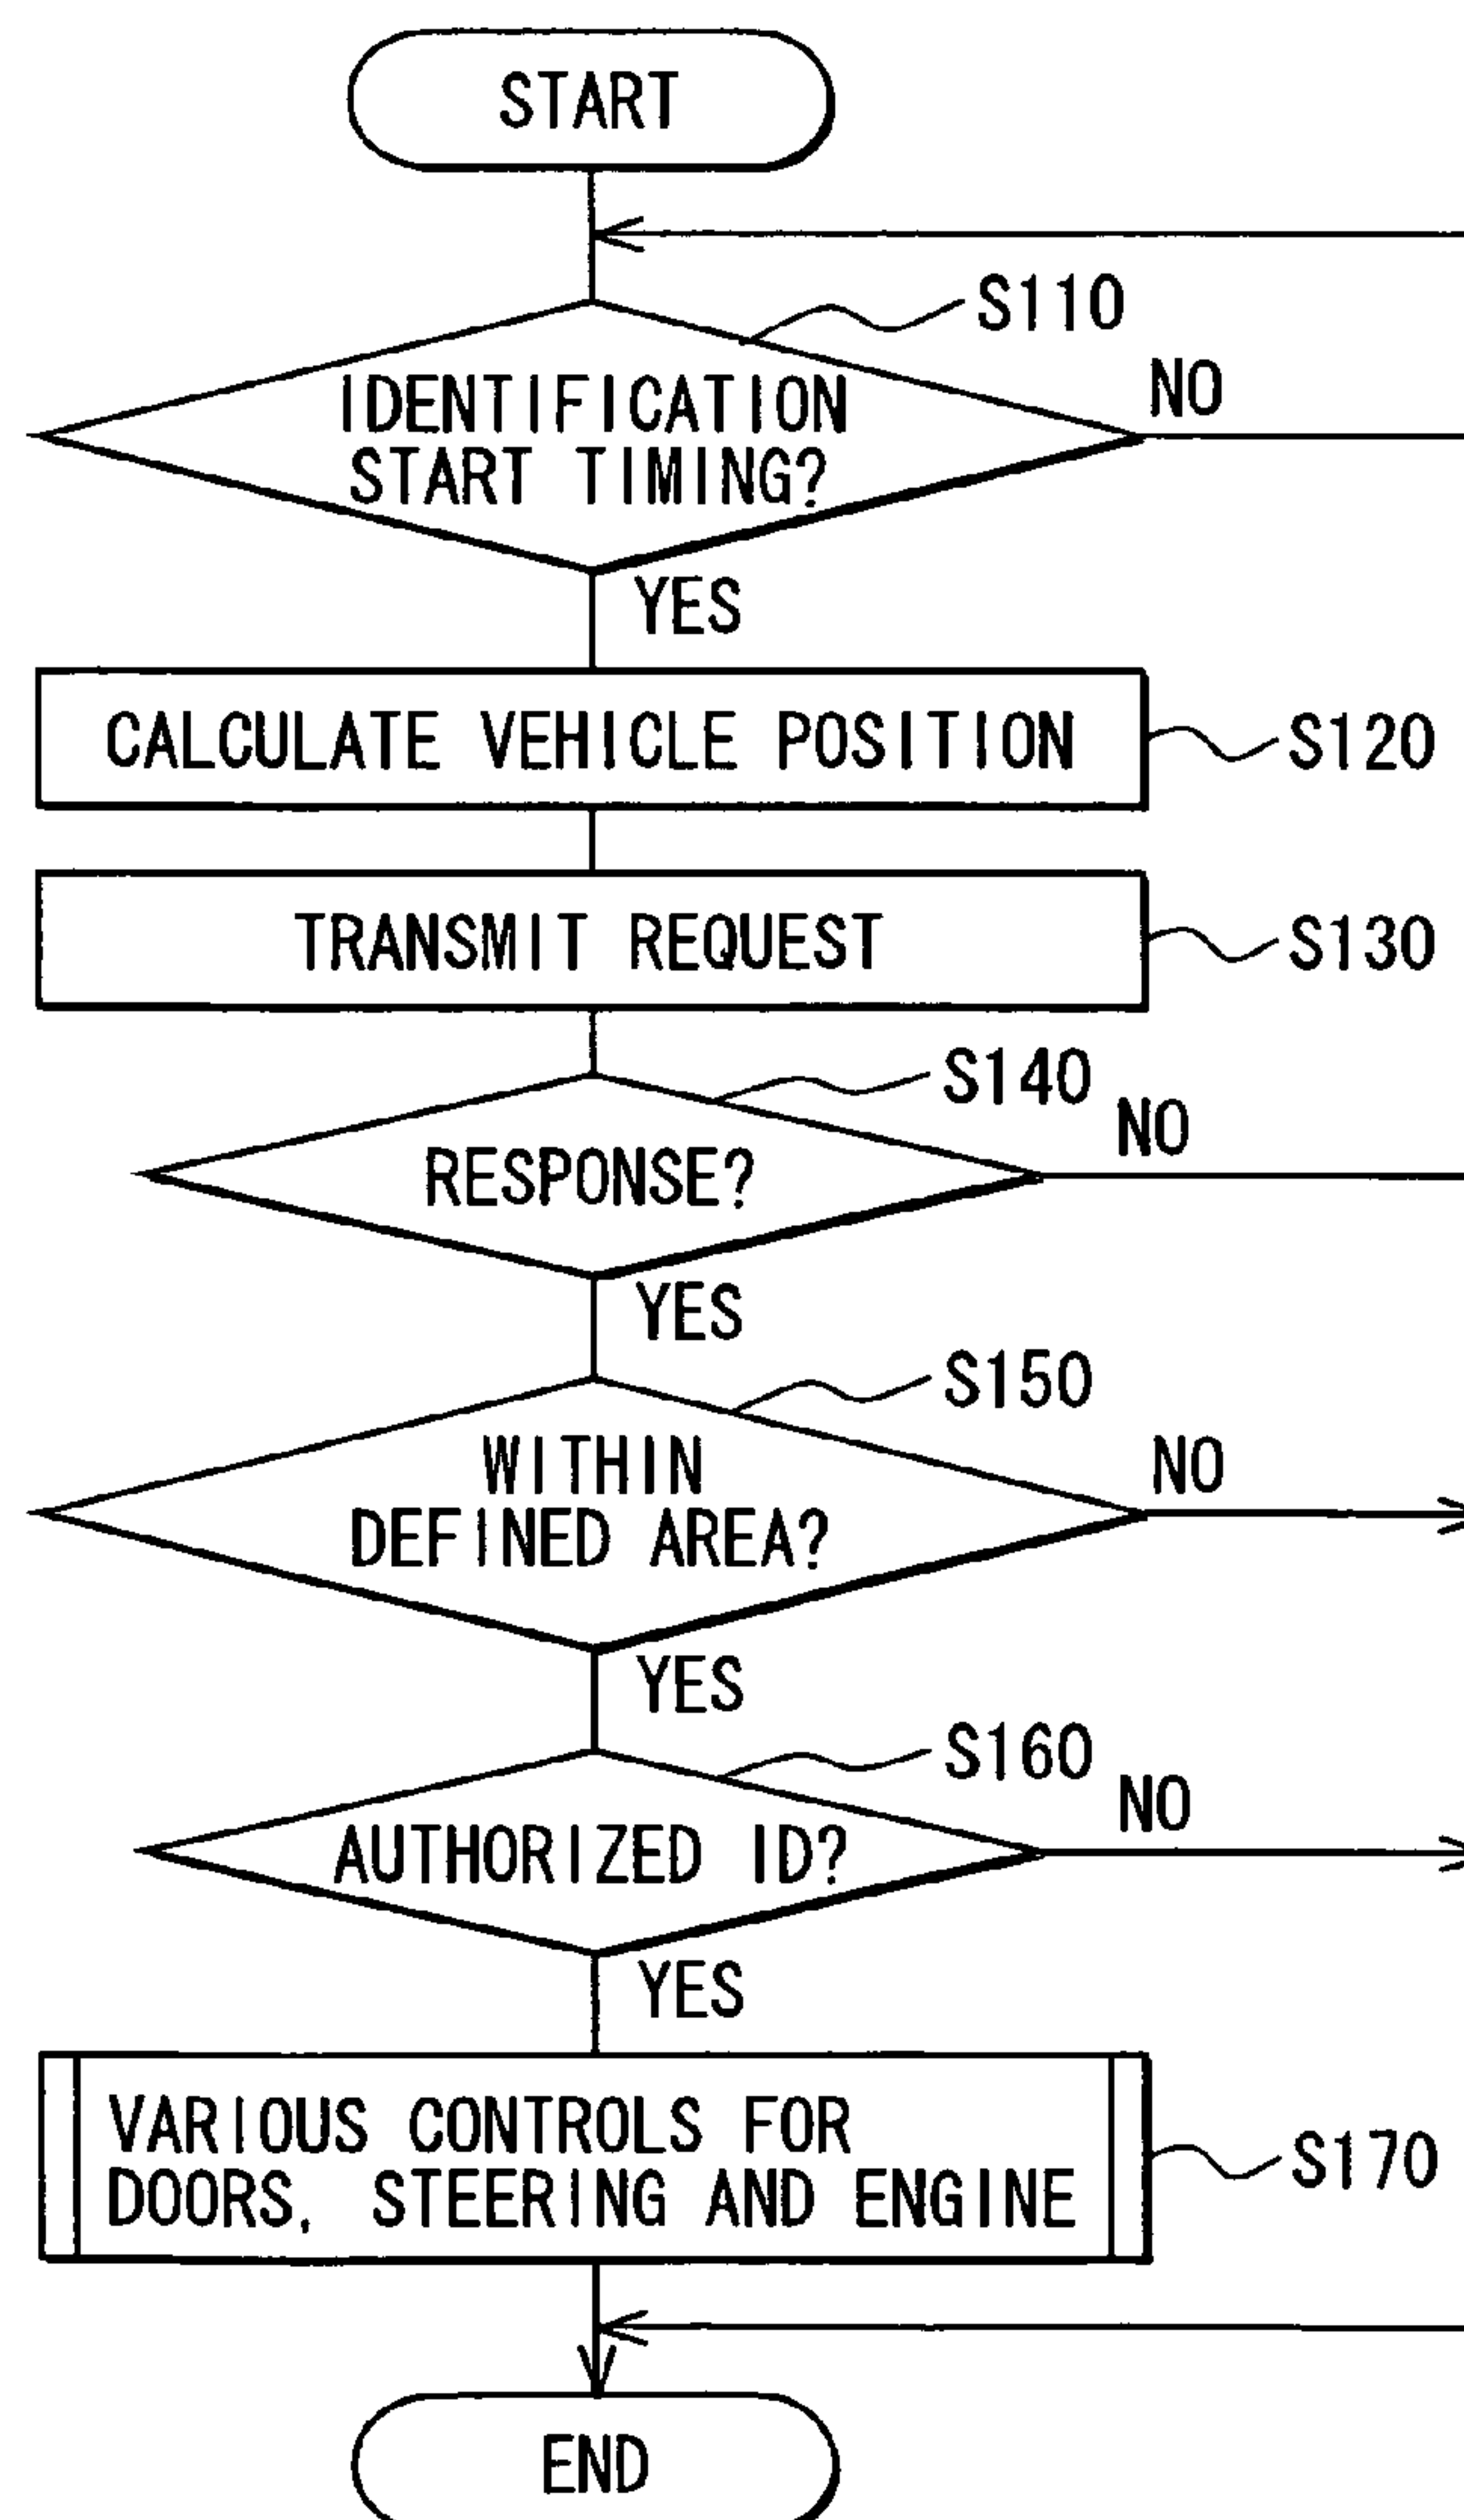 START
S110
NO
IDENTIFICATION
START TIMING?
YES
CALCULATE VEHICLE POSITION
S120
TRANSMIT REQUEST
S130
S140
NO
RESPONSE?
YES
S150
NO
WITHIN
DEFINED AREA?
YES
S160
NO
AUTHORIZED ID?
YES
VARIOUS CONTROLS FOR
DOORS, STEERING AND ENGINE
S170
END